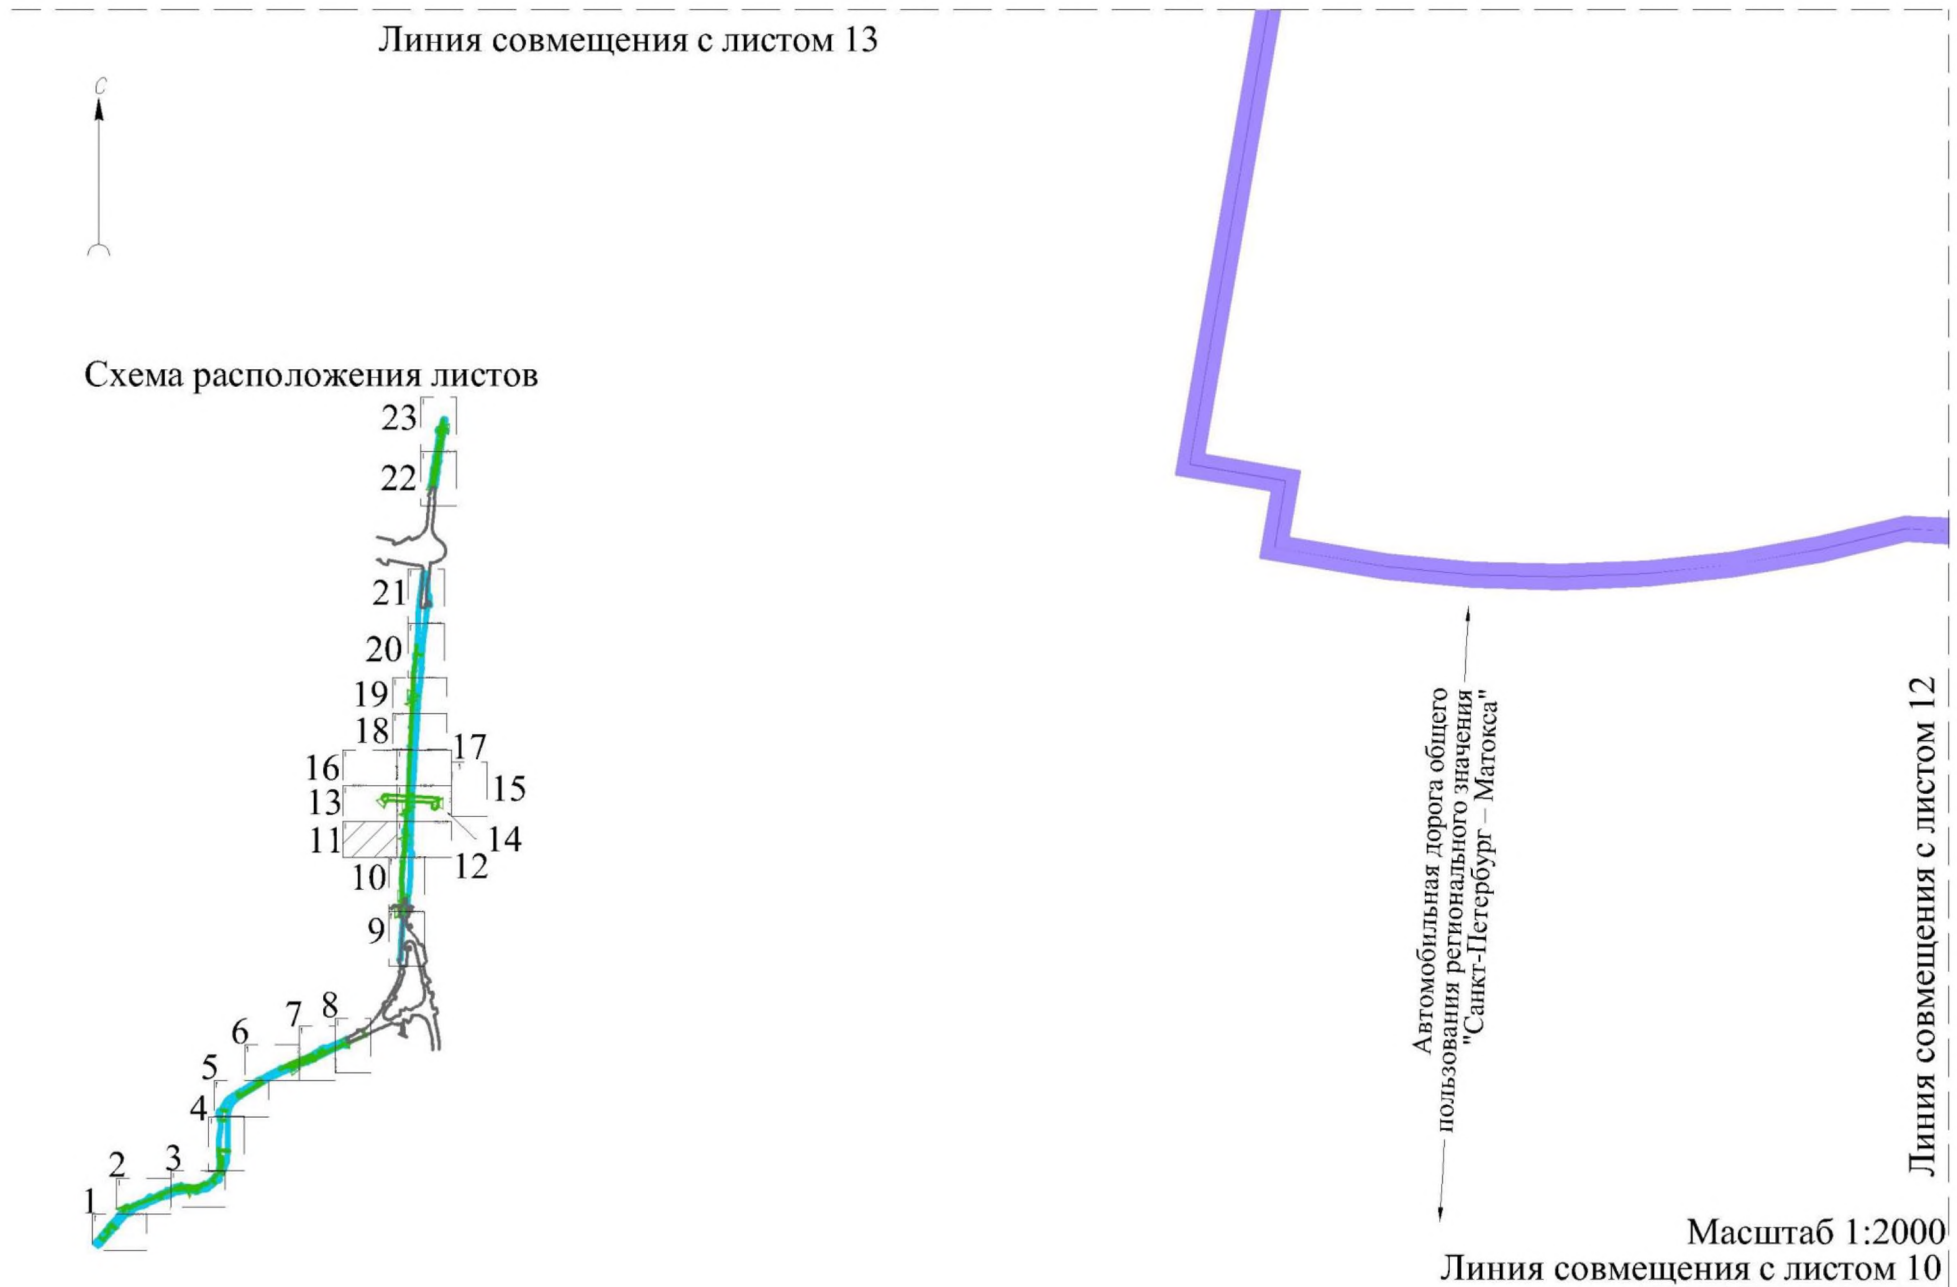 Линия совмещения с листом 13
С
Схема расположения листов
23
22
21
20
19
18
17
16
15
13
14
11
12
10
9
8
7
6
5
4
3
2
1
Автомобильная дорога общего
пользования регионального значения
"Санкт-Петербург – Матокса"
Линия совмещения с листом 12
Масштаб 1:2000
Линия совмещения с листом 10